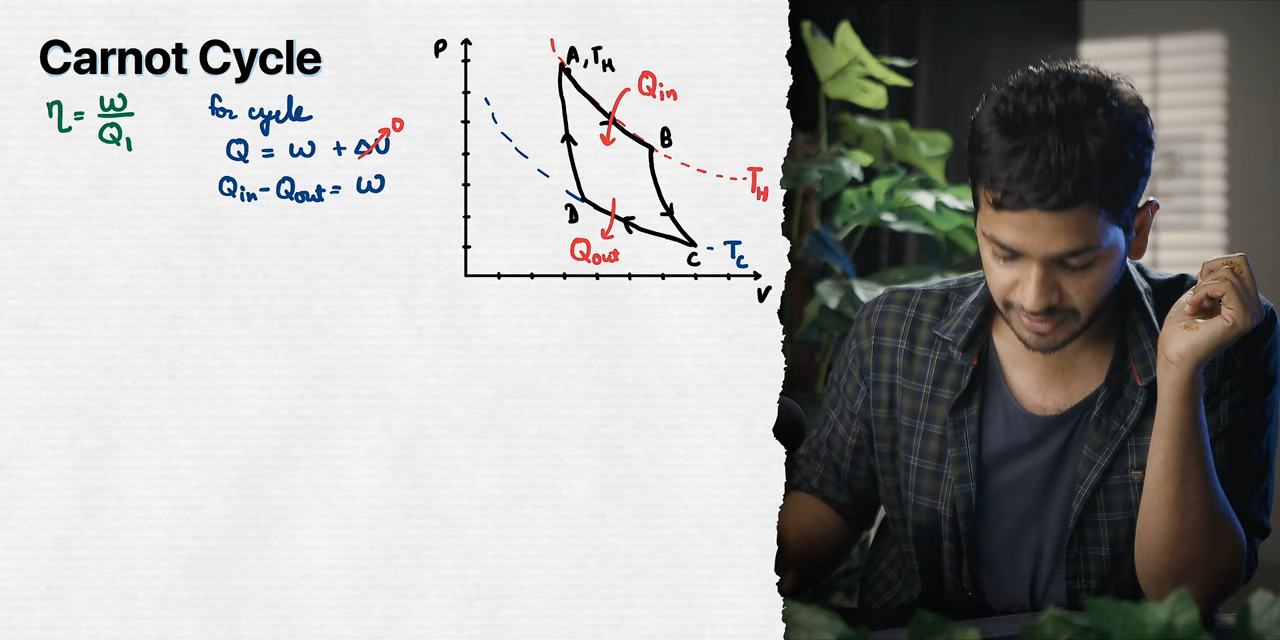 Carnot Cycle
η = W / Q₁
for cycle
Q = W + ΔU → 0
Qin - Qout = W
P
A, TH
Qin
B
TH
D
Qout
C
Tc
V